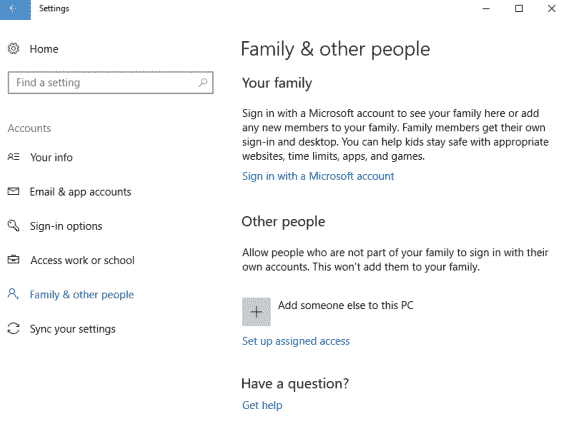 Settings
Home
Find a setting
Accounts
Your info
Email & app accounts
Sign-in options
Access work or school
Family & other people
Sync your settings
Family & other people
Your family
Sign in with a Microsoft account to see your family here or add
any new members to your family. Family members get their own
sign-in and desktop. You can help kids stay safe with appropriate
websites, time limits, apps, and games.
Sign in with a Microsoft account
Other people
Allow people who are not part of your family to sign in with their
own accounts. This won't add them to your family.
Add someone else to this PC
Set up assigned access
Have a question?
Get help